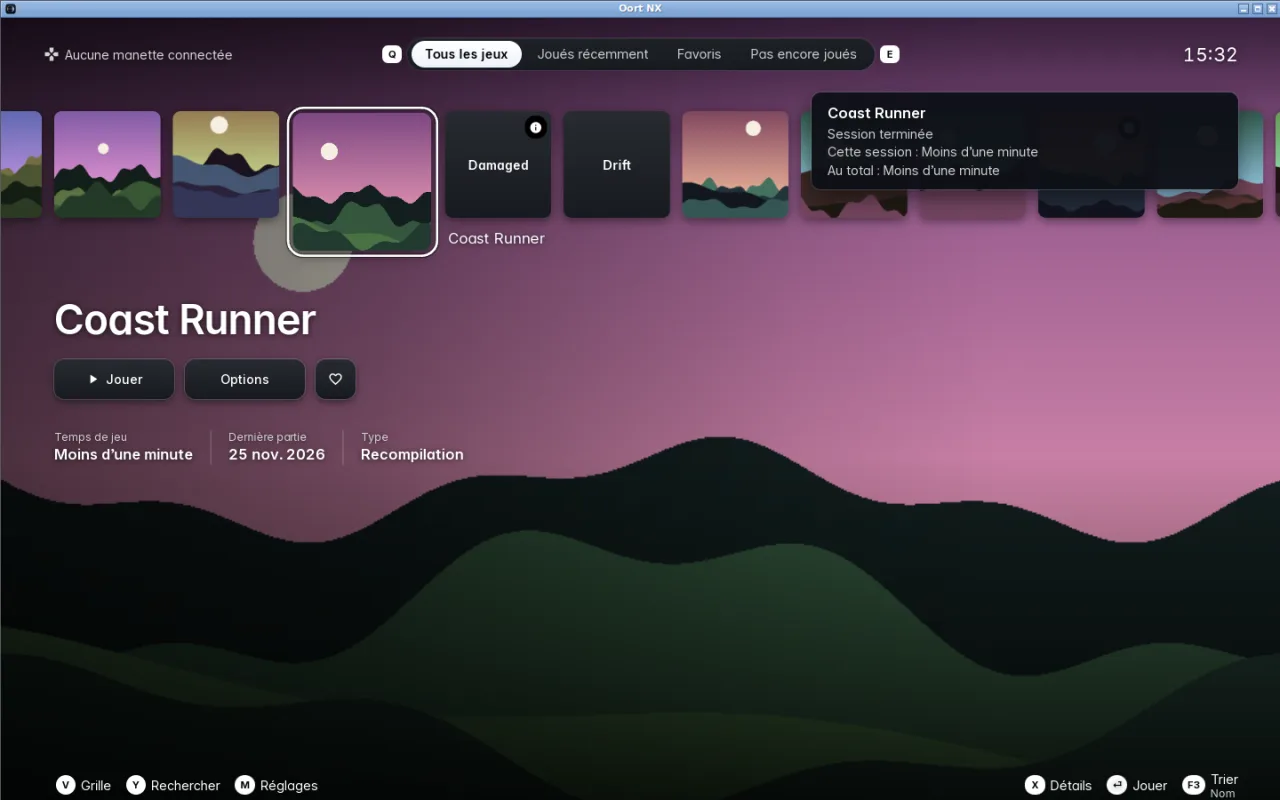 Oort NX
Aucune manette connectée
Q
Tous les jeux
Joués récemment
Favoris
Pas encore joués
E
15:32
Coast Runner
Session terminée
Cette session : Moins d’une minute
Au total : Moins d’une minute
Damaged
Drift
Coast Runner
Coast Runner
Jouer
Options
Temps de jeu
Moins d’une minute
Dernière partie
25 nov. 2026
Type
Recompilation
V Grille
Y Rechercher
M Réglages
X Détails
Jouer
F3 Trier
Nom